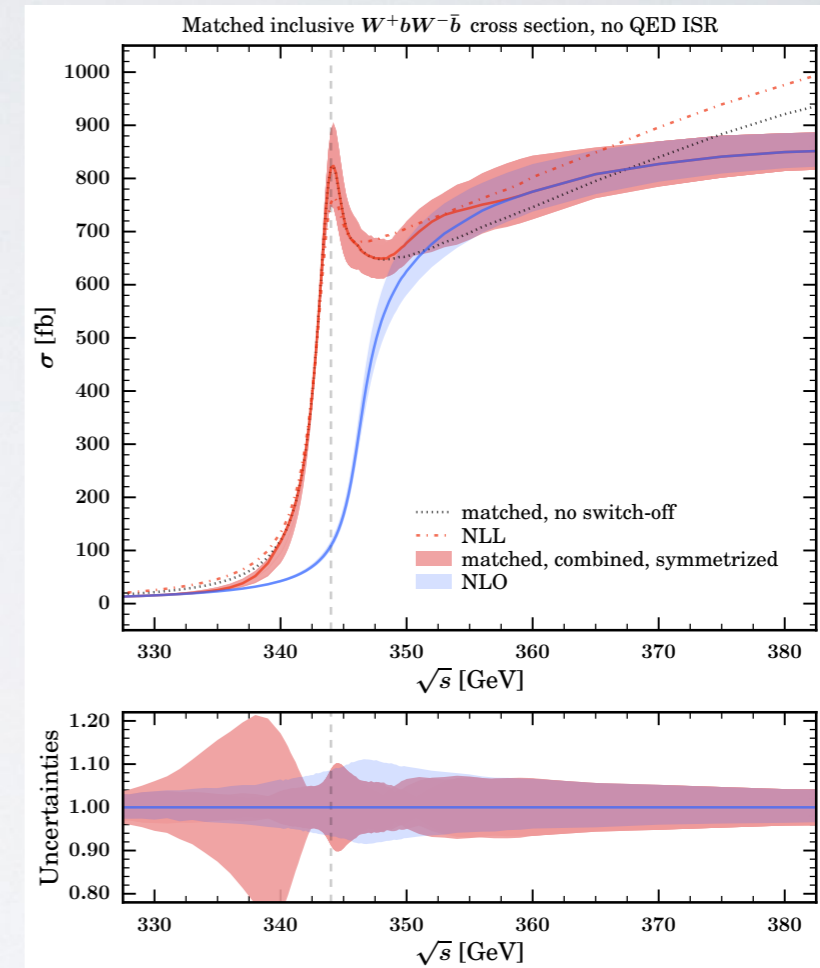 Matched inclusive W⁺bW⁻b̄ cross section, no QED ISR
1000
900
800
700
600
500
400
300
200
100
0
σ [fb]
matched, no switch-off
NLL
matched, combined, symmetrized
NLO
330 340 350 360 370 380
√s [GeV]
1.20
1.10
1.00
0.90
0.80
Uncertainties
330 340 350 360 370 380
√s [GeV]